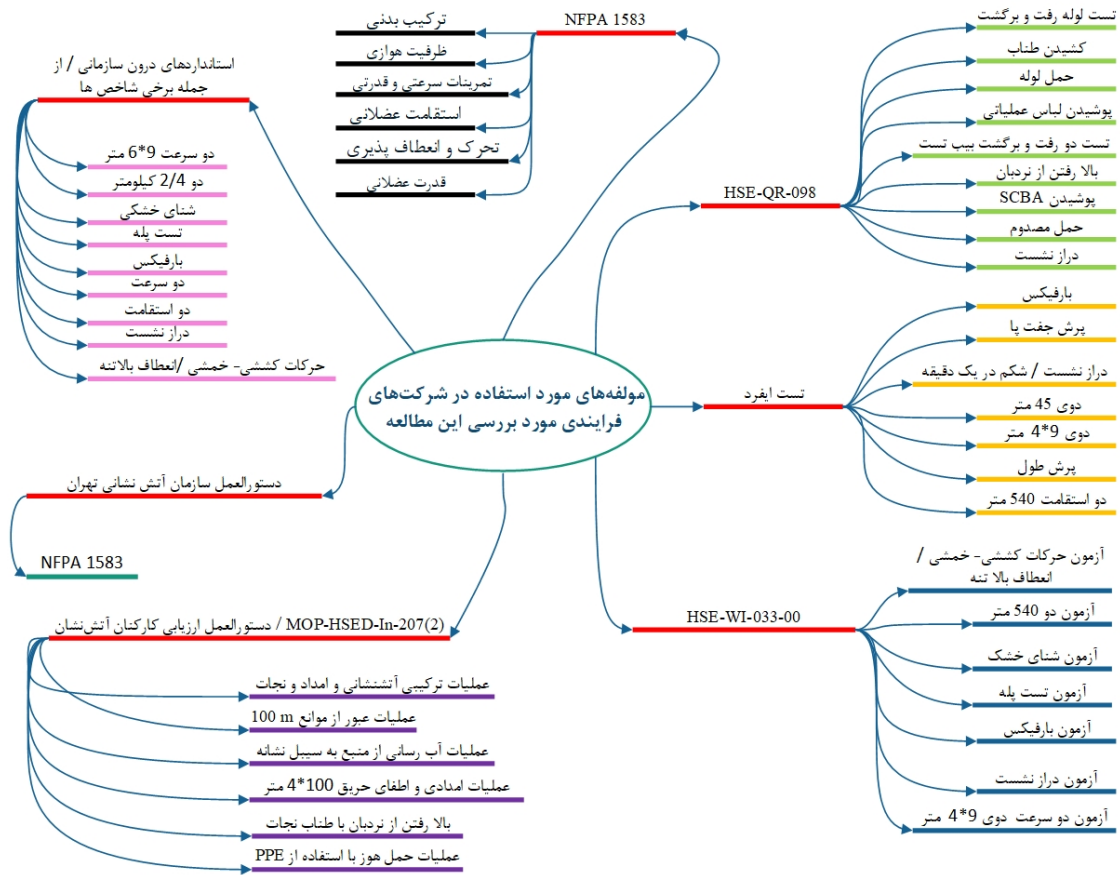 مولفه‌های مورد استفاده در شرکت‌های
فرایندی مورد بررسی این مطالعه
NFPA 1583
ترکیب بدنی
ظرفیت هوازی
تمرینات سرعتی و قدرتی
استقامت عضلانی
تحرک و انعطاف پذیری
قدرت عضلانی
HSE-QR-098
تست لوله رفت و برگشت
کشیدن طناب
حمل لوله
پوشیدن لباس عملیاتی
تست دو رفت و برگشت بیب تست
بالا رفتن از نردبان
پوشیدن SCBA
حمل مصدوم
دراز نشست
تست ایفرد
بارفیکس
پرش جفت پا
دراز نشست / شکم در یک دقیقه
دوی 45 متر
دوی 9*4 متر
پرش طول
دو استقامت 540 متر
HSE-WI-033-00
آزمون حرکات کششی- خمشی /
انعطاف بالا تنه
آزمون دو 540 متر
آزمون شنای خشک
آزمون تست پله
آزمون بارفیکس
آزمون دراز نشست
آزمون دو سرعت دوی 9*4 متر
استانداردهای درون سازمانی / از
جمله برخی شاخص ها
دو سرعت 9*6 متر
دو 2/4 کیلومتر
شنای خشکی
تست پله
بارفیکس
دو سرعت
دو استقامت
دراز نشست
حرکات کششی- خمشی /انعطاف بالاتنه
دستورالعمل سازمان آتش نشانی تهران
NFPA 1583
MOP-HSED-In-207(2) / دستورالعمل ارزیابی کارکنان آتش‌نشان
عملیات ترکیبی آتشنشانی و امداد و نجات
عملیات عبور از موانع 100 m
عملیات آب رسانی از منبع به سیبل نشانه
عملیات امدادی و اطفای حریق 100*4 متر
بالا رفتن از نردبان با طناب نجات
عملیات حمل هوز با استفاده از PPE